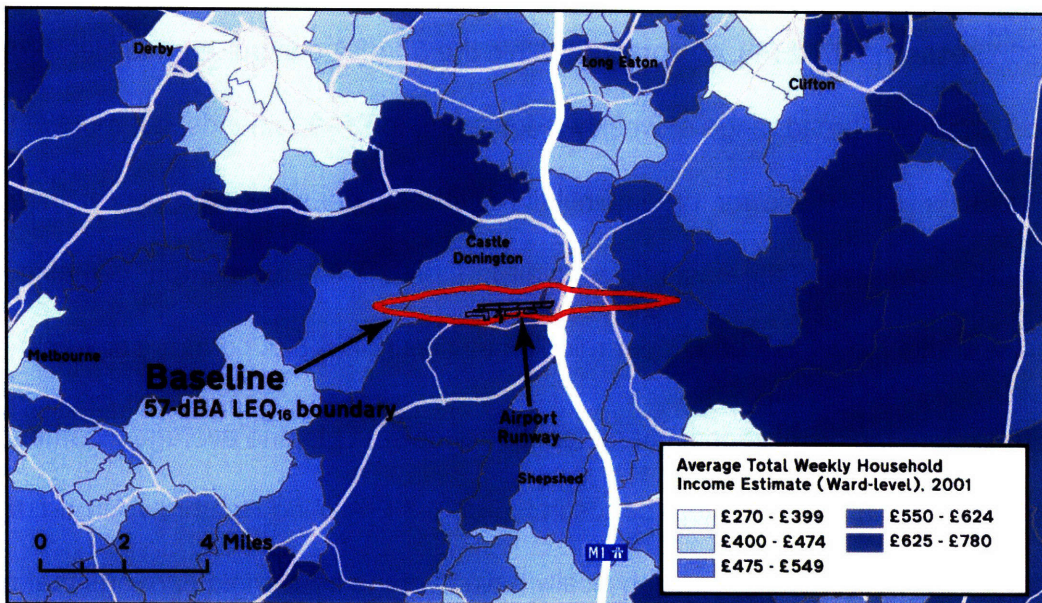 Derby
Long Eaton
Clifton
Castle
Donington
Melbourne
Baseline
57-dBA LEQ₁₆ boundary
Airport
Runway
Shepshed
0 2 4 Miles
M1
Average Total Weekly Household
Income Estimate (Ward-level), 2001
£270 - £399
£550 - £624
£400 - £474
£625 - £780
£475 - £549